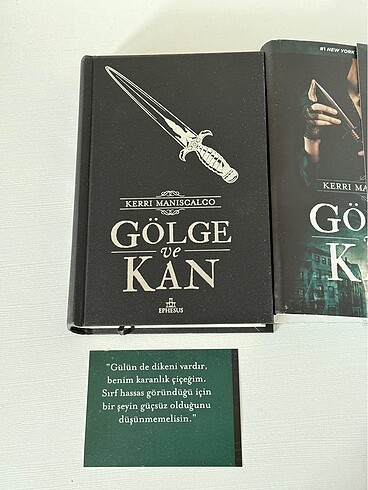 KERRI MANISCALCO
GÖLGE
ve
KAN
EPHESUS
#1 NEW YORK
KERRI MA
GÖ
K
"Gülün de dikeni vardır,
benim karanlık çiçeğim.
Sırf hassas göründüğü için
bir şeyin güçsüz olduğunu
düşünmemelisin."